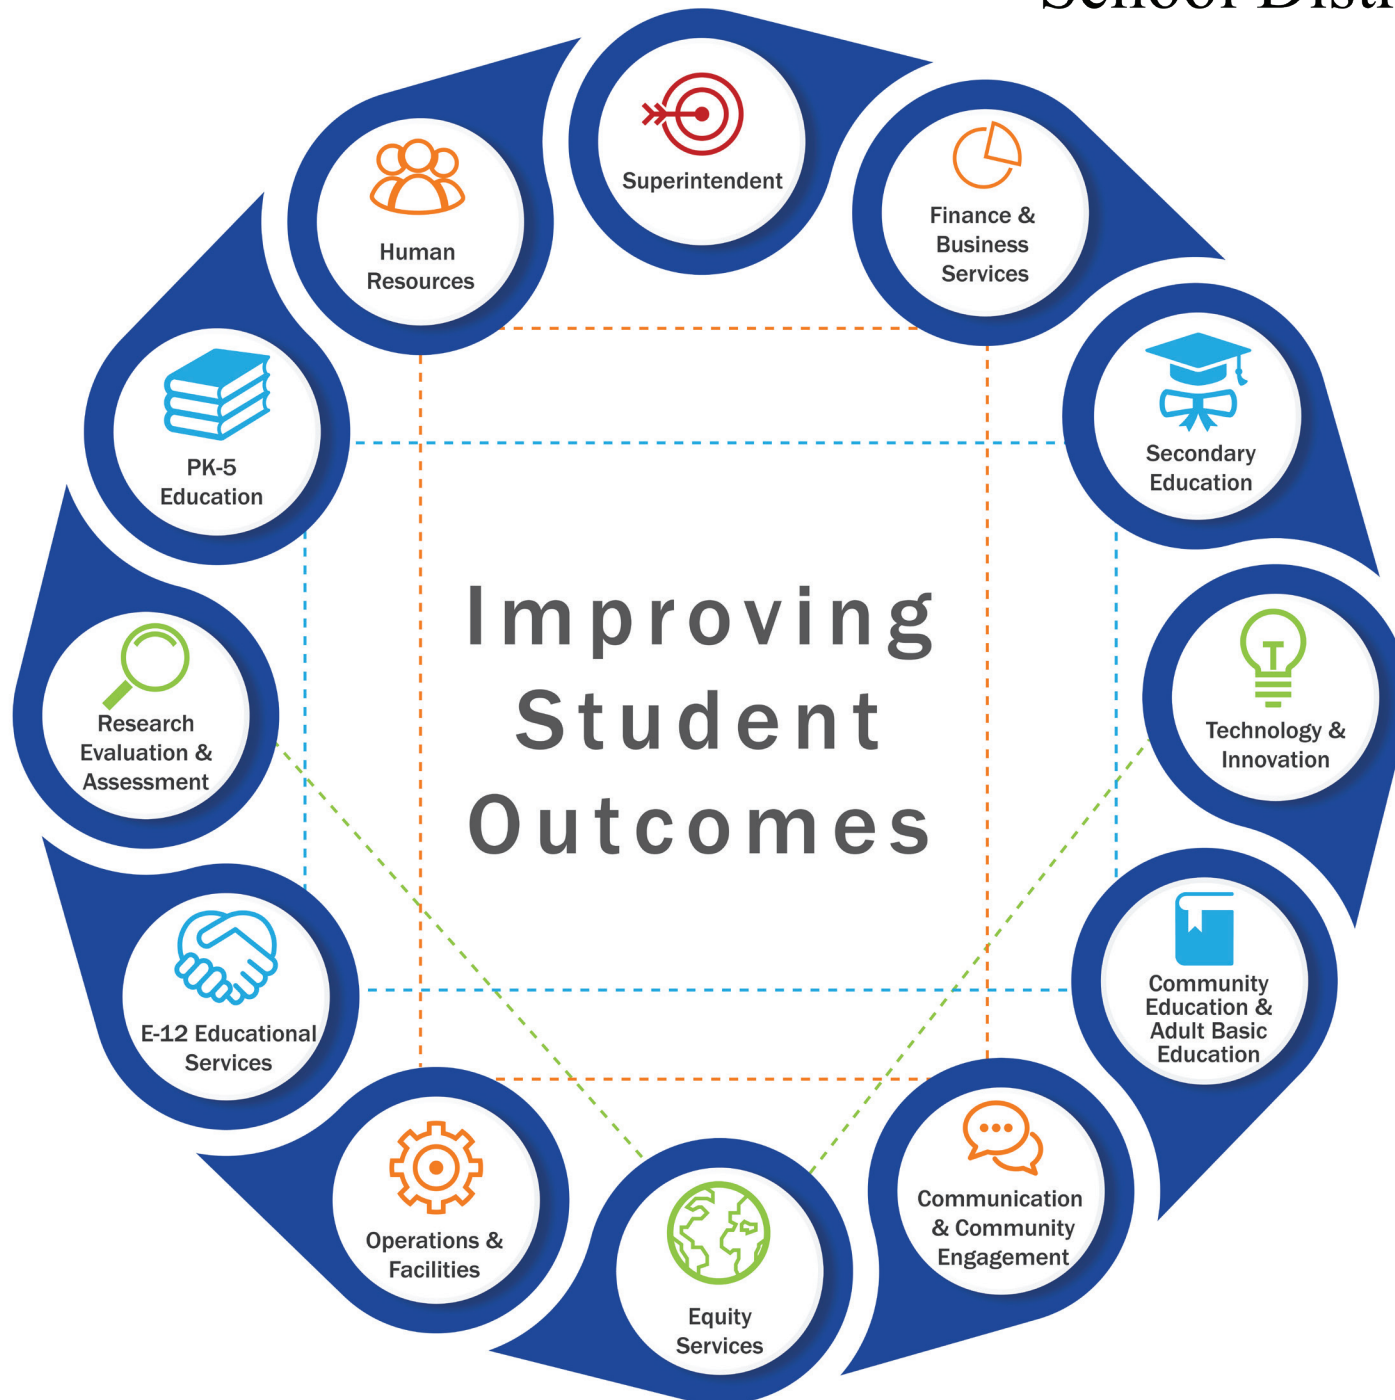 School
Superintendent
Finance &
Business
Services
Human
Resources
Secondary
Education
PK-5
Education
Improving
Student
Outcomes
Technology &
Innovation
Research
Evaluation &
Assessment
Community
Education &
Adult Basic
Education
E-12 Educational
Services
Communication
& Community
Engagement
Operations &
Facilities
Equity
Services